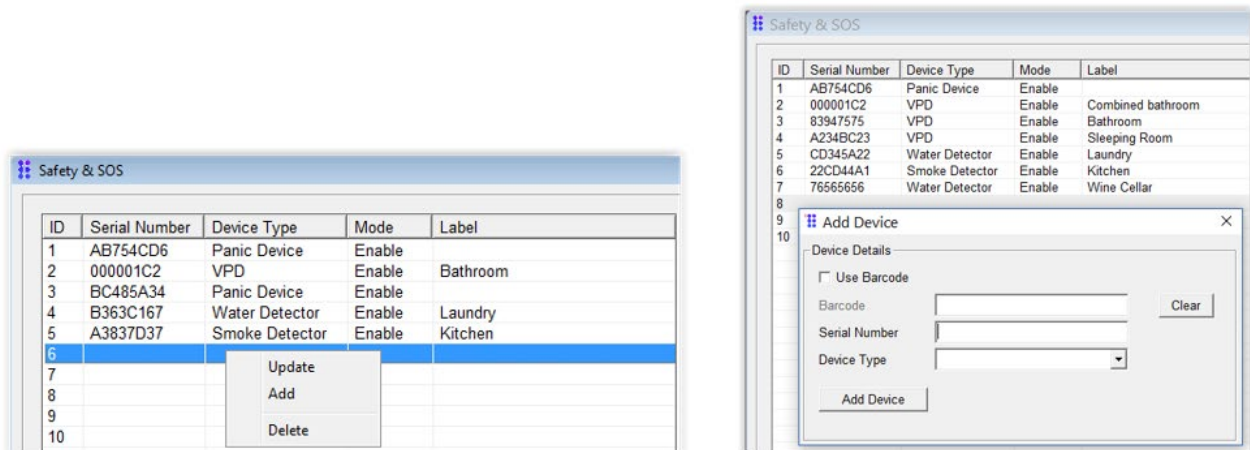 Safety & SOS
ID Serial Number Device Type Mode Label
1 AB754CD6 Panic Device Enable
2 000001C2 VPD Enable Bathroom
3 BC485A34 Panic Device Enable
4 B363C167 Water Detector Enable Laundry
5 A3837D37 Smoke Detector Enable Kitchen
6
7
8
9
10
Update
Add
Delete
Safety & SOS
ID Serial Number Device Type Mode Label
1 AB754CD6 Panic Device Enable
2 000001C2 VPD Enable Combined bathroom
3 83947575 VPD Enable Bathroom
4 A234BC23 VPD Enable Sleeping Room
5 CD345A22 Water Detector Enable Laundry
6 22CD44A1 Smoke Detector Enable Kitchen
7 76565656 Water Detector Enable Wine Cellar
8
9
10
Add Device
Device Details
Use Barcode
Barcode Clear
Serial Number
Device Type
Add Device